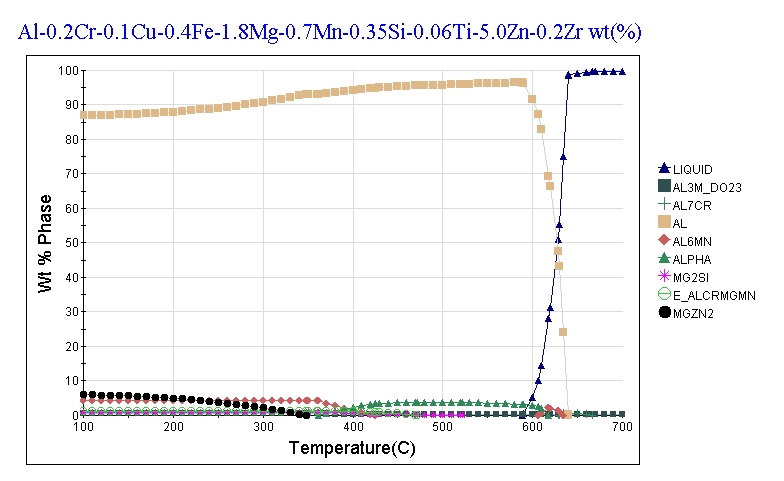 Al-0.2Cr-0.1Cu-0.4Fe-1.8Mg-0.7Mn-0.35Si-0.06Ti-5.0Zn-0.2Zr wt(%)
100
90
80
70
60
50
40
30
20
10
0
Wt % Phase
100 200 300 400 500 600 700
Temperature(C)
LIQUID
AL3M_DO23
AL7CR
AL
AL6MN
ALPHA
MG2SI
E_ALCRMGMN
MGZN2